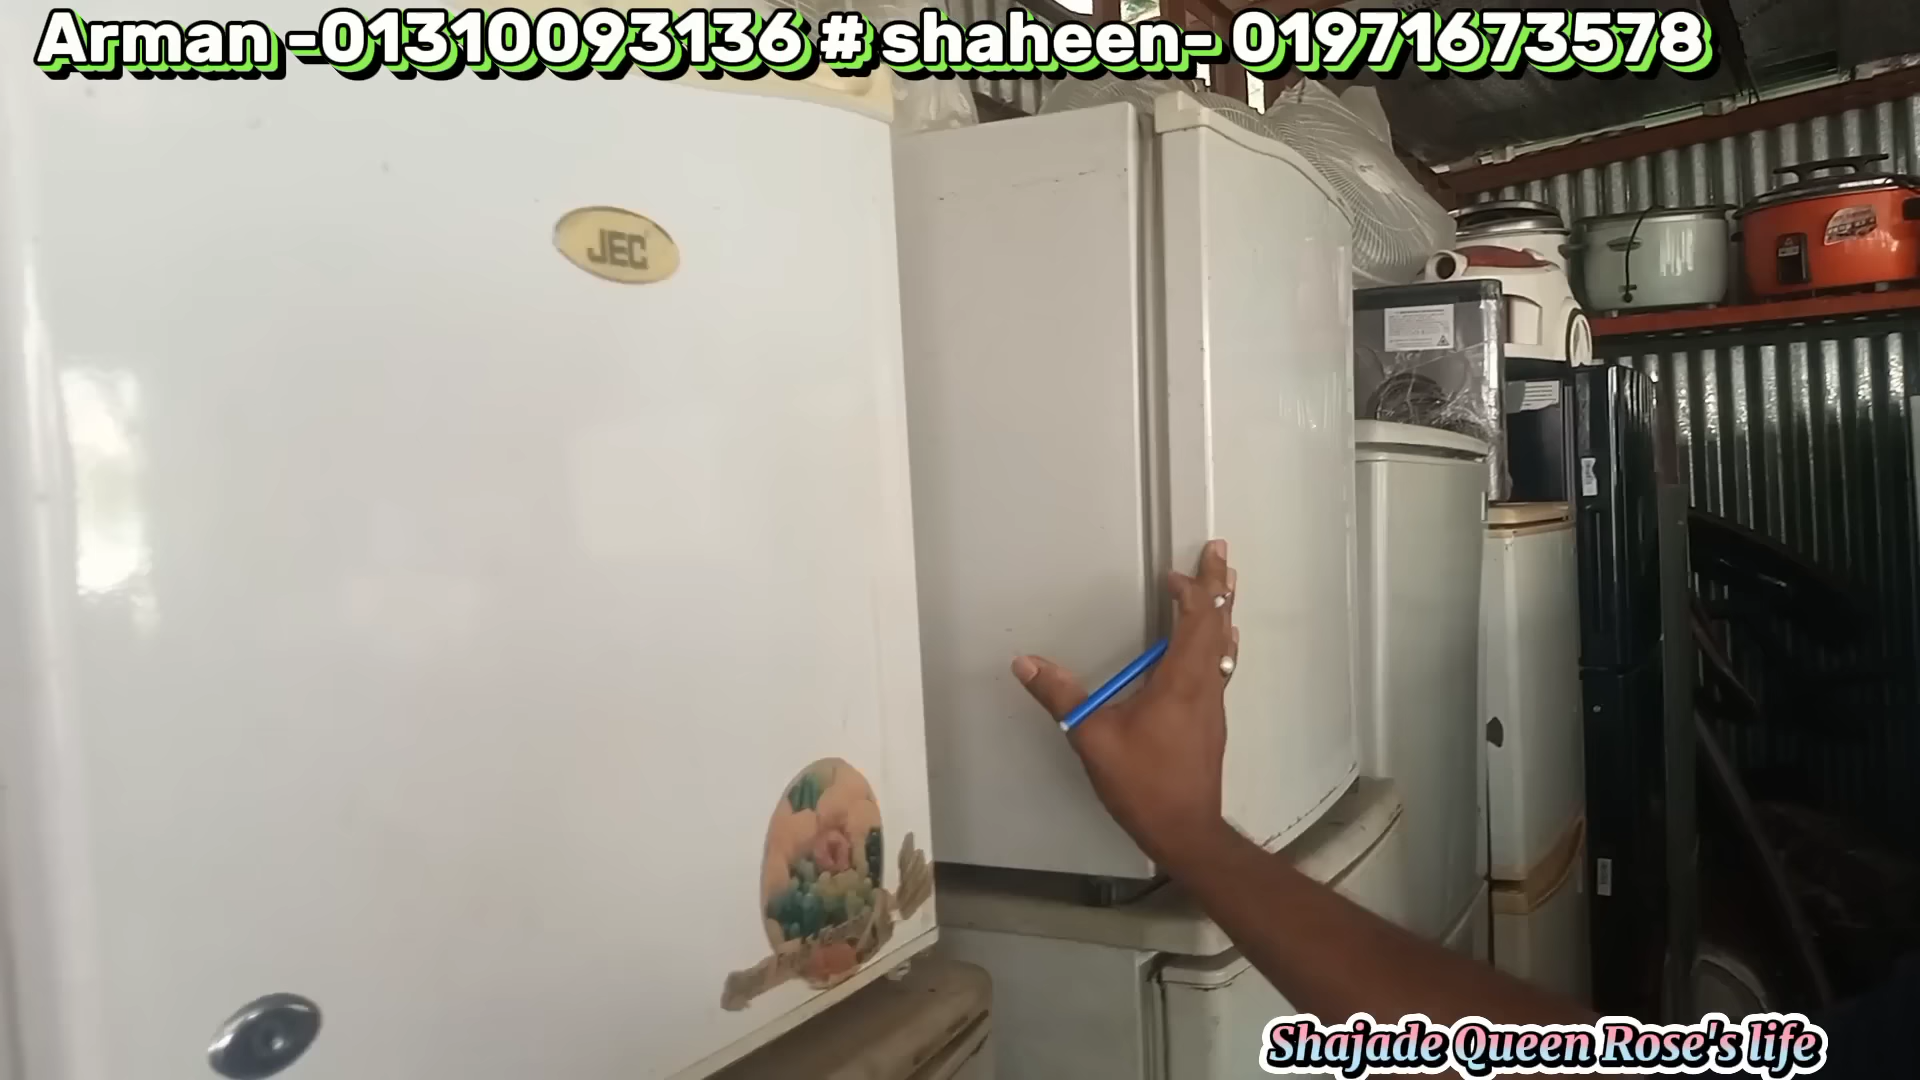 Arman -01310093136 # shaheen- 01971673578
JEC
Shajade Queen Rose's life